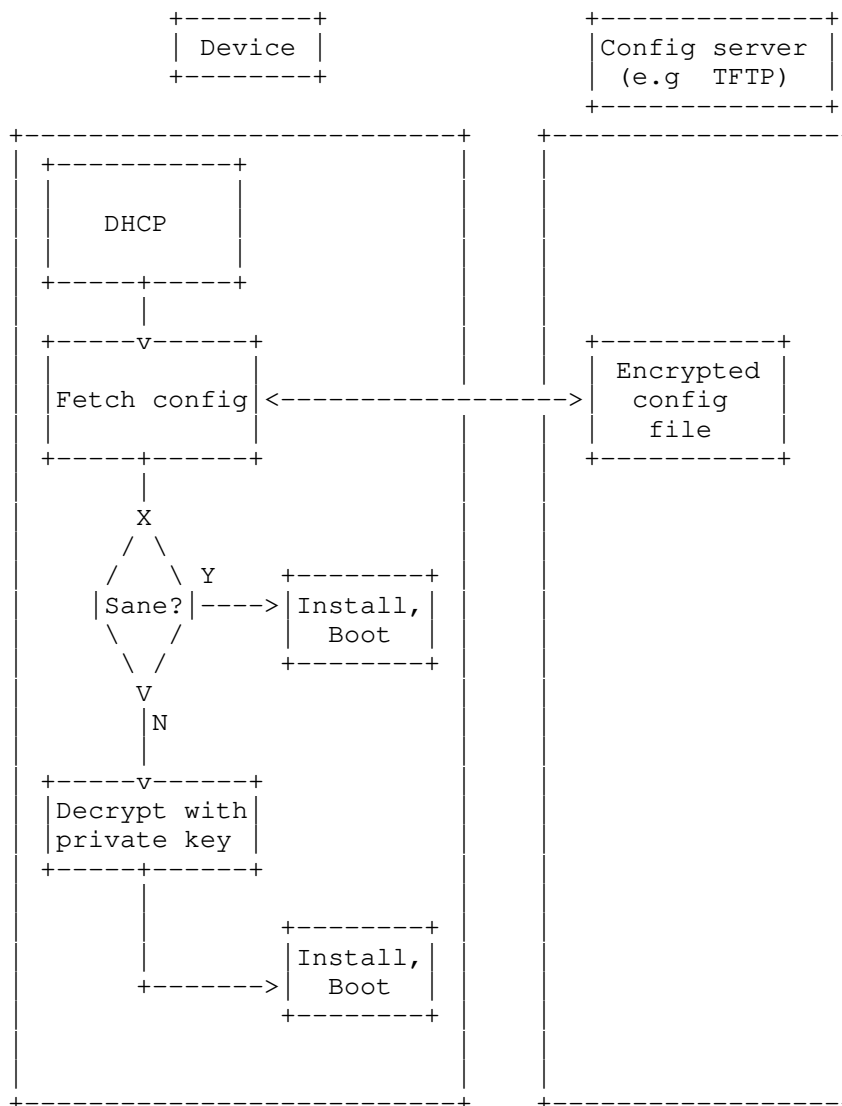 Device
Config server
(e.g TFTP)
DHCP
Fetch config
Encrypted
config
file
X
Y
Sane?
Install,
Boot
V
N
v
Decrypt with
private key
Install,
Boot